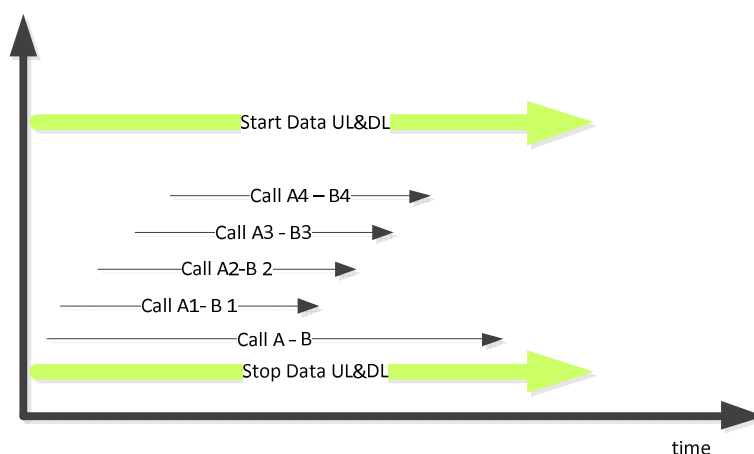 Start Data UL&DL
Call A4 – B4
Call A3 - B3
Call A2-B 2
Call A1- B 1
Call A – B
Stop Data UL&DL
time